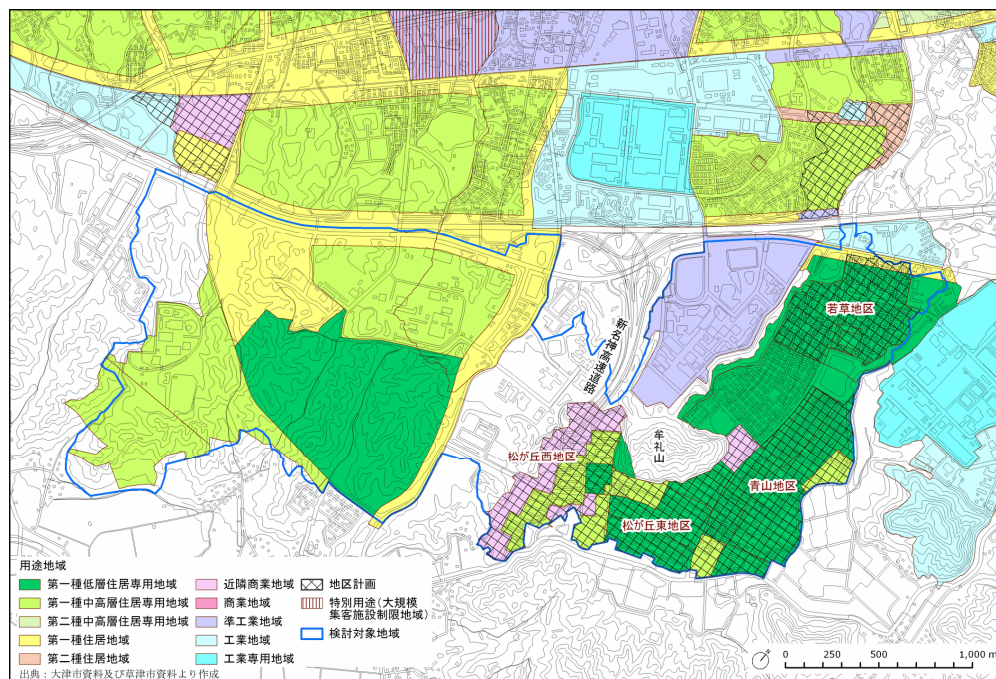 若草地区
新名神高速道路
牟礼山
松が丘西地区
青山地区
松が丘東地区
用途地域
第一種低層住居専用地域
第一種中高層住居専用地域
第二種中高層住居専用地域
第一種住居地域
第二種住居地域
近隣商業地域
商業地域
準工業地域
工業地域
工業専用地域
地区計画
特別用途(大規模
集客施設制限地域)
検討対象地域
出典：大津市資料及び草津市資料より作成
0 250 500 1,000 m